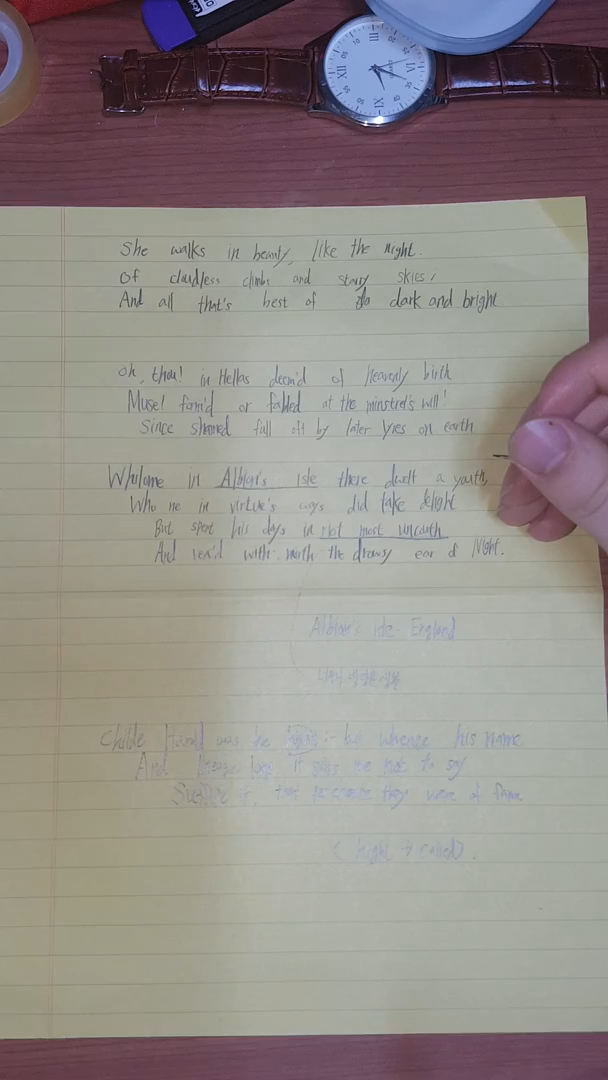 She walks in beauty, like the night.
Of cloudless climbs and starry skies,
And all that's best of dark and bright
Oh, thou! in Hellas deem'd of Heavenly birth
Muse! form'd or fabled at the minstrel's will!
Since shamed full oft by later lyres on earth
Whilome in Albion's isle there dwelt a youth,
Who ne in virtue's ways did take delight
But spent his days in riot most uncouth
And vex'd with mirth the drowsy ear of Night.
Albion's isle - England
Childe Harold was he hight :- but whence his name
And lineage long, it suits me not to say
Suffice it, that perchance they were of fame
< hight → called>.